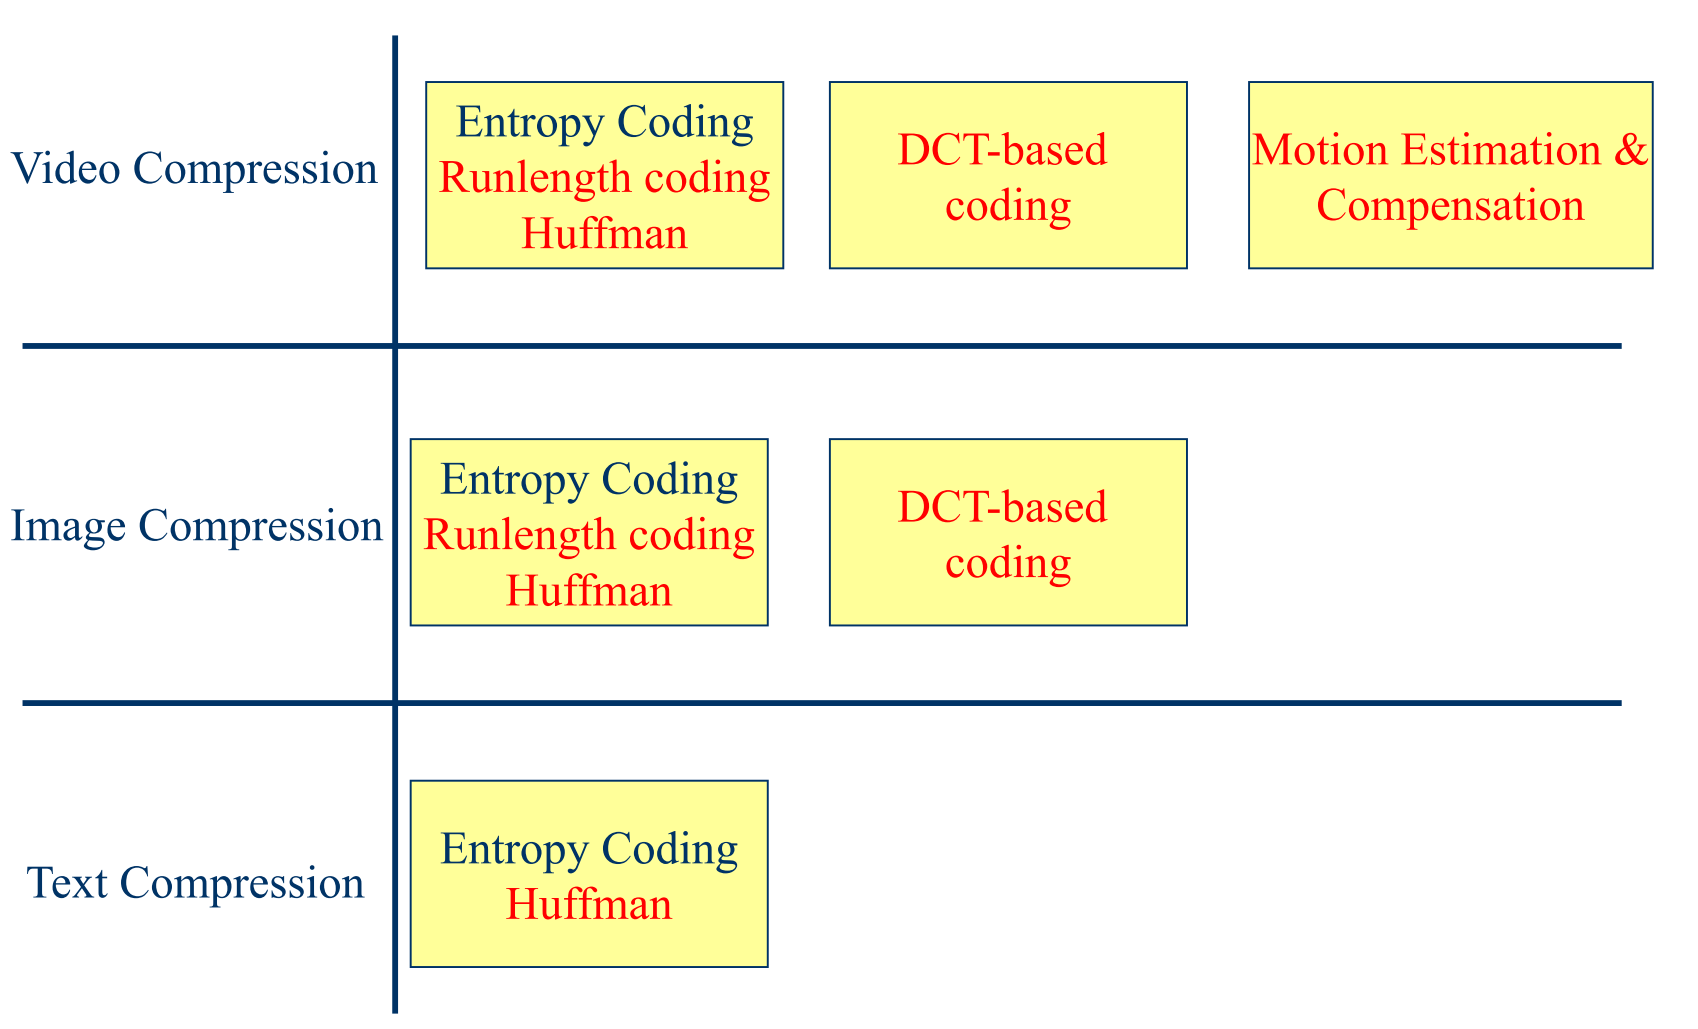 Video Compression
Entropy Coding
Runlength coding
Huffman
DCT-based
coding
Motion Estimation &
Compensation
Image Compression
Entropy Coding
Runlength coding
Huffman
DCT-based
coding
Text Compression
Entropy Coding
Huffman